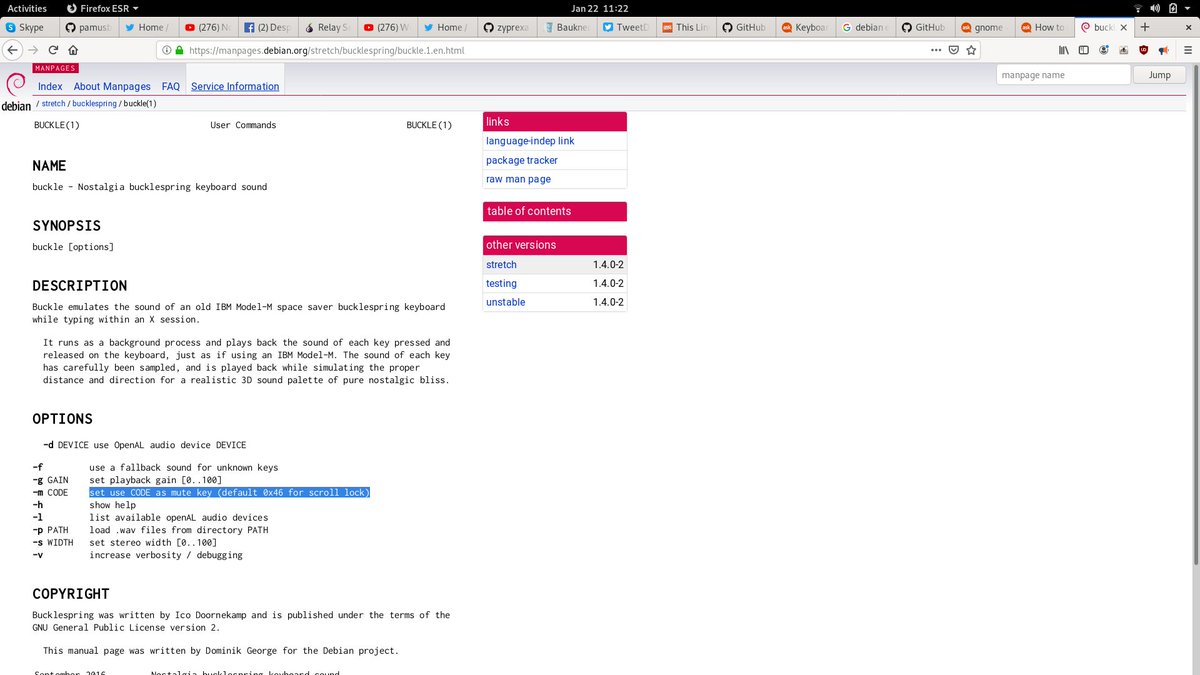 Activities Firefox ESR Jan 22 11:22
Skype pamust Twitter Home / (276) N (2) Desp Relay S (276) W Home / zyprexa Baukne TweetD This Lin GitHub Keyboar debian e GitHub gnome How to buckl
https://manpages.debian.org/stretch/bucklespring/buckle.1.en.html
MANPAGES
debian
Index About Manpages FAQ Service Information
manpage name Jump
/ stretch / bucklespring / buckle(1)
BUCKLE(1) User Commands BUCKLE(1)
NAME
buckle - Nostalgia bucklespring keyboard sound
SYNOPSIS
buckle [options]
DESCRIPTION
Buckle emulates the sound of an old IBM Model-M space saver bucklespring keyboard
while typing within an X session.
It runs as a background process and plays back the sound of each key pressed and
released on the keyboard, just as if using an IBM Model-M. The sound of each key
has carefully been sampled, and is played back while simulating the proper
distance and direction for a realistic 3D sound palette of pure nostalgic bliss.
OPTIONS
-d DEVICE use OpenAL audio device DEVICE
-f use a fallback sound for unknown keys
-g GAIN set playback gain [0..100]
-m CODE set use CODE as mute key (default 0x46 for scroll lock)
-h show help
-l list available openAL audio devices
-p PATH load .wav files from directory PATH
-s WIDTH set stereo width [0..100]
-v increase verbosity / debugging
COPYRIGHT
Bucklespring was written by Ico Doornekamp and is published under the terms of the
GNU General Public License version 2.
This manual page was written by Dominik George for the Debian project.
September 2016 Nostalgia bucklespring keyboard sound
links
language-indep link
package tracker
raw man page
table of contents
other versions
stretch 1.4.0-2
testing 1.4.0-2
unstable 1.4.0-2